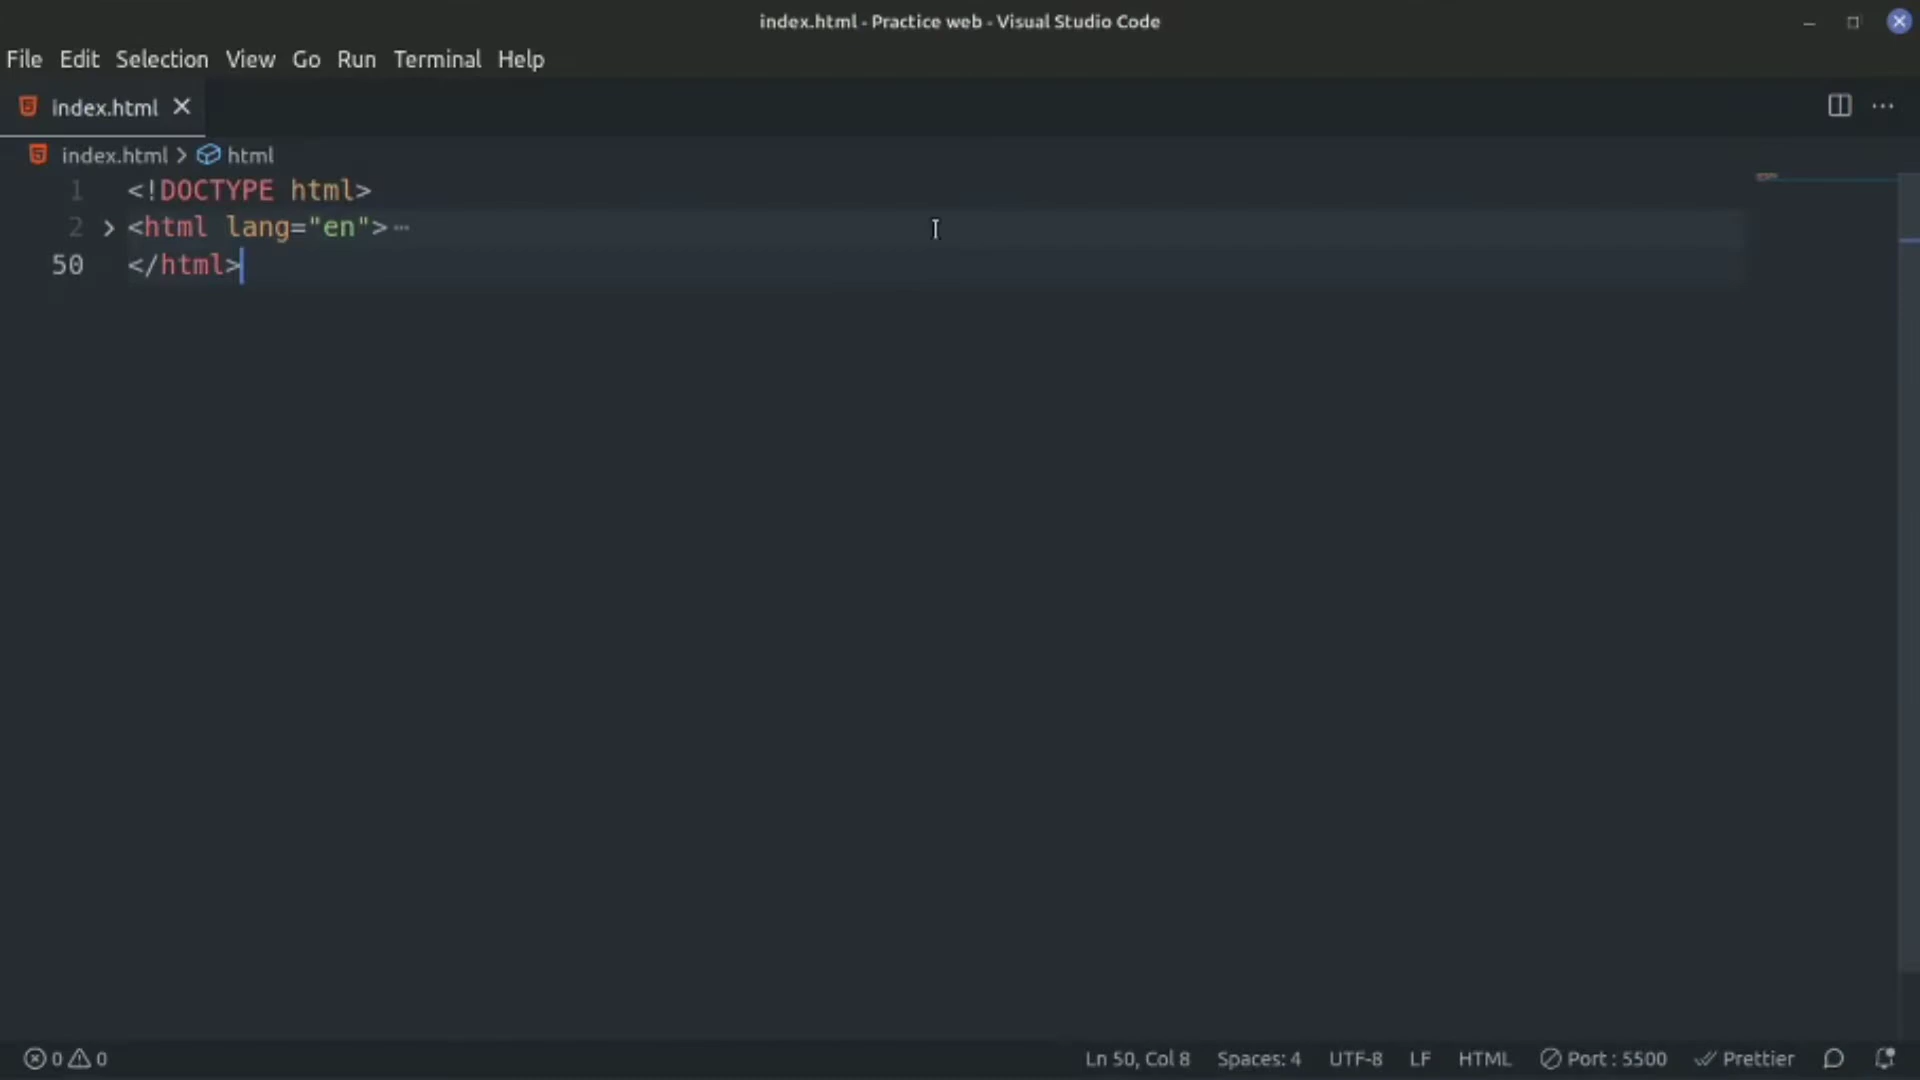 index.html - Practice web - Visual Studio Code
File Edit Selection View Go Run Terminal Help
index.html
index.html > html
1 <!DOCTYPE html>
2 > <html lang="en"> ⋯
50 </html>
0 0 Ln 50, Col 8 Spaces: 4 UTF-8 LF HTML Port : 5500 Prettier